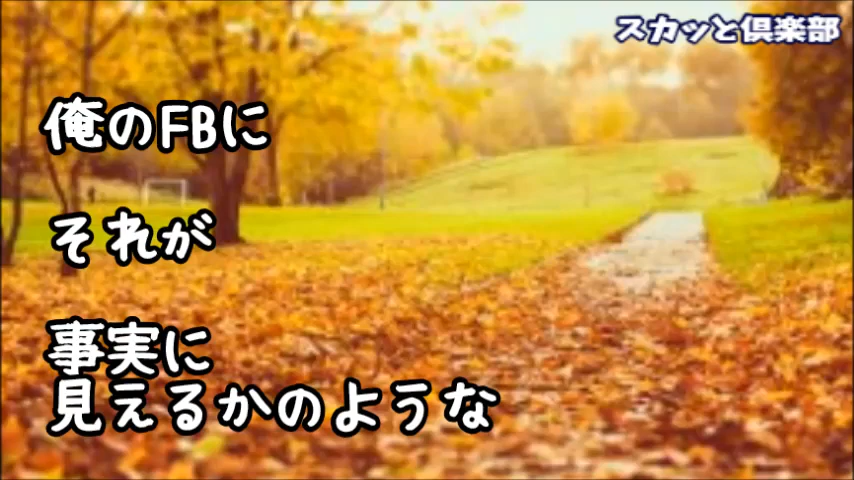 スカッと倶楽部
俺のFBに
それが
事実に
見えるかのような